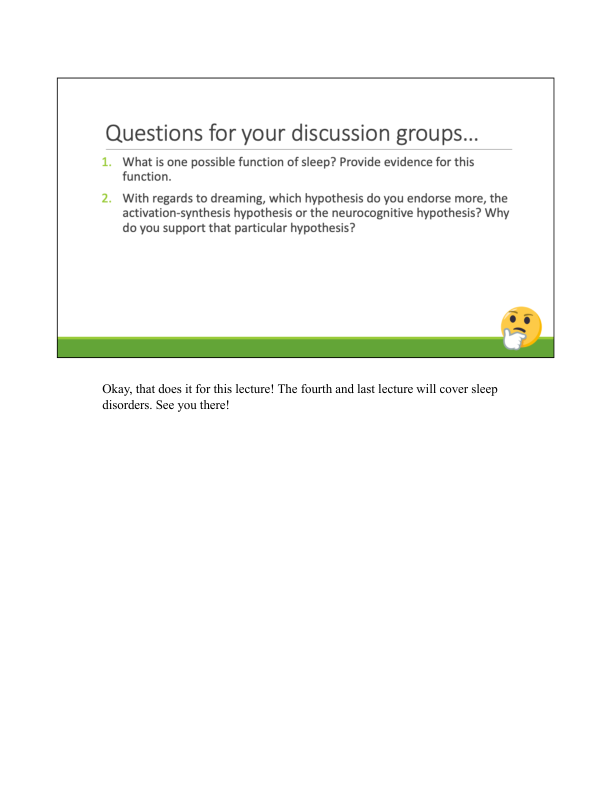 Questions for your discussion groups…
1. What is one possible function of sleep? Provide evidence for this
function.
2. With regards to dreaming, which hypothesis do you endorse more, the
activation-synthesis hypothesis or the neurocognitive hypothesis? Why
do you support that particular hypothesis?
Okay, that does it for this lecture! The fourth and last lecture will cover sleep
disorders. See you there!